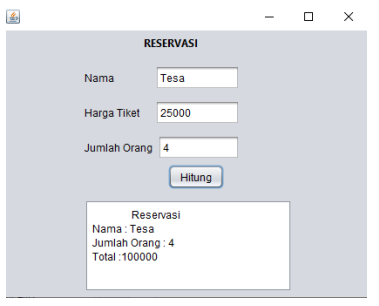 RESERVASI
Nama Tesa
Harga Tiket 25000
Jumlah Orang 4
Hitung
Reservasi
Nama : Tesa
Jumlah Orang : 4
Total :100000